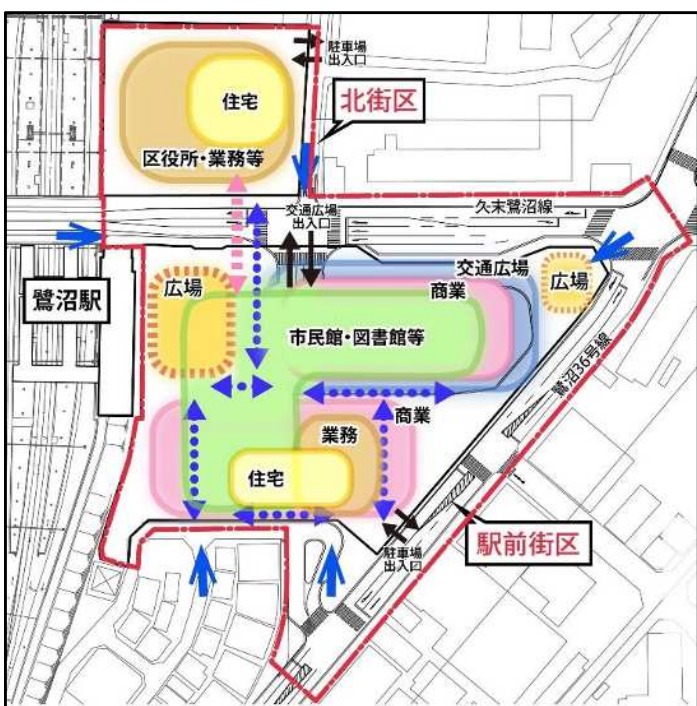 駐車場
出入口
住宅
北街区
区役所・業務等
交通広場
出入口
久末鷺沼線
広場
交通広場
広場
商業
鷺沼駅
市民館・図書館等
鷺沼36号線
商業
業務
住宅
駅前街区
駐車場
出入口